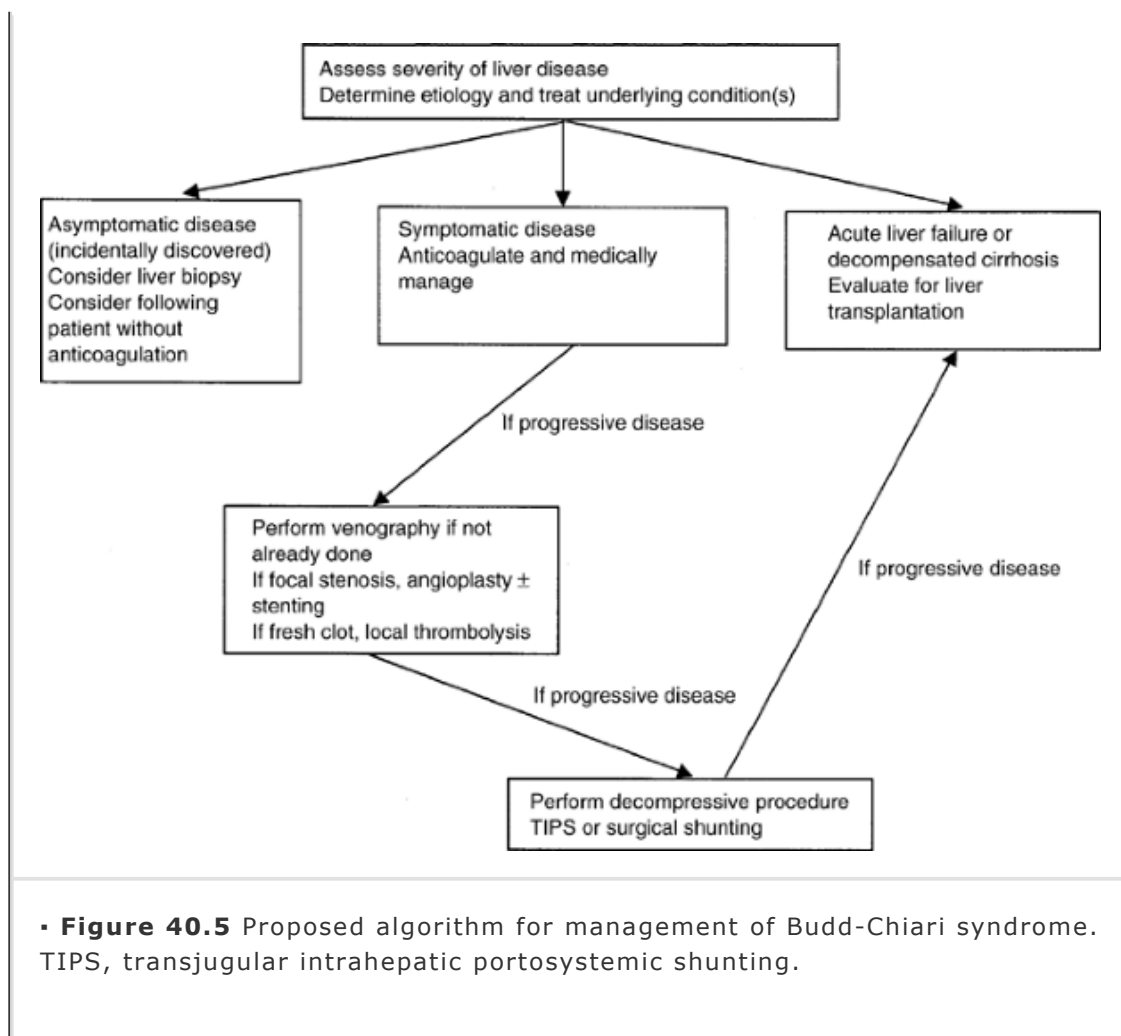 Assess severity of liver disease
Determine etiology and treat underlying condition(s)
Asymptomatic disease
(incidentally discovered)
Consider liver biopsy
Consider following
patient without
anticoagulation
Symptomatic disease
Anticoagulate and medically
manage
Acute liver failure or
decompensated cirrhosis
Evaluate for liver
transplantation
If progressive disease
Perform venography if not
already done
If focal stenosis, angioplasty ±
stenting
If fresh clot, local thrombolysis
If progressive disease
If progressive disease
Perform decompressive procedure
TIPS or surgical shunting
▪ Figure 40.5 Proposed algorithm for management of Budd-Chiari syndrome.
TIPS, transjugular intrahepatic portosystemic shunting.